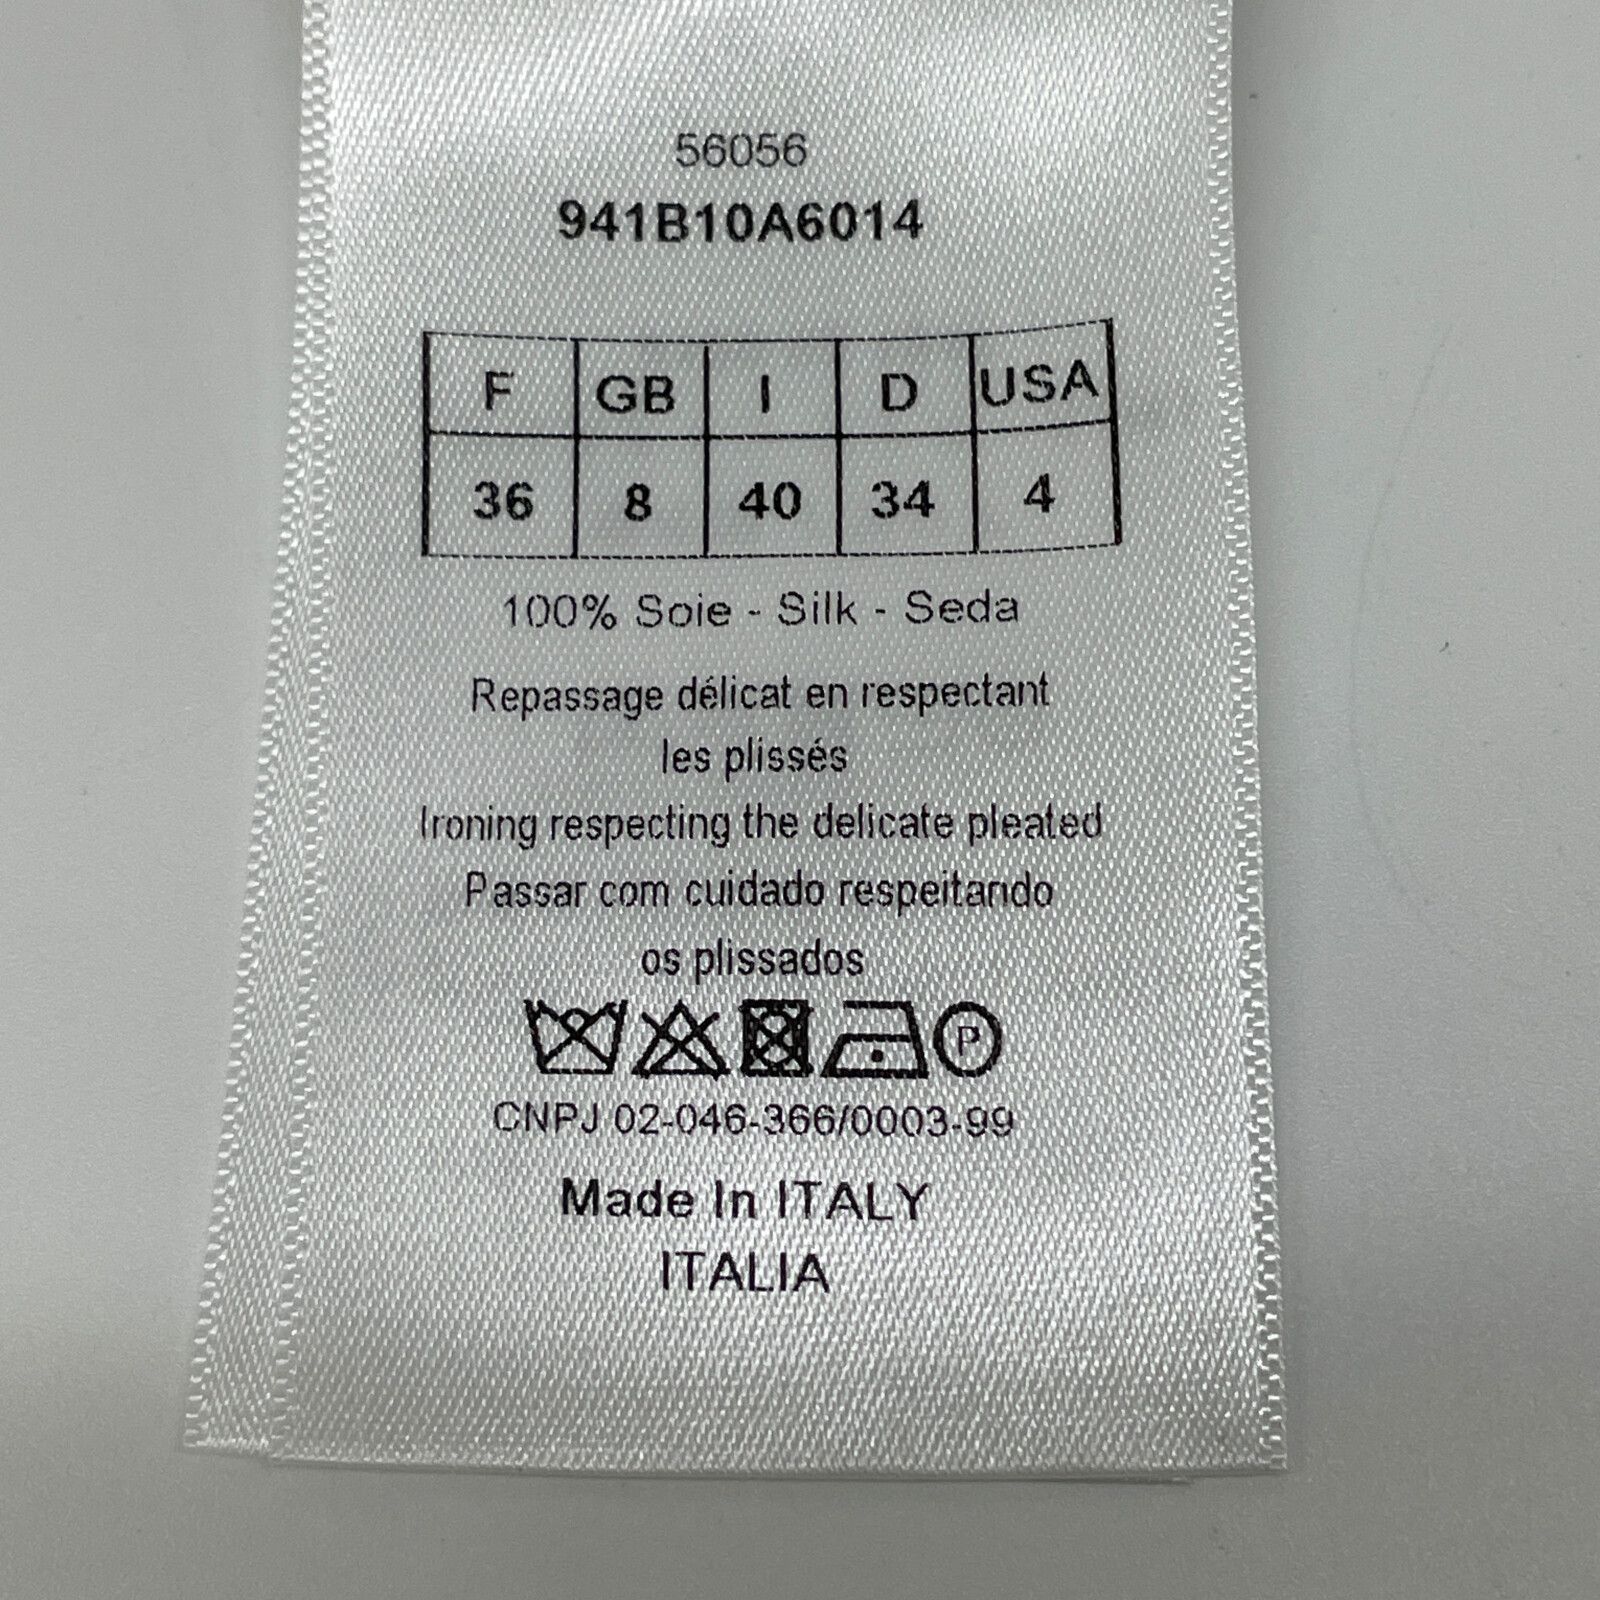 56056
941B10A6014
F GB I D USA
36 8 40 34 4
100% Soie - Silk - Seda
Repassage délicat en respectant
les plissés
Ironing respecting the delicate pleated
Passar com cuidado respeitando
os plissados
P
CNPJ 02-046-366/0003-99
Made In ITALY
ITALIA